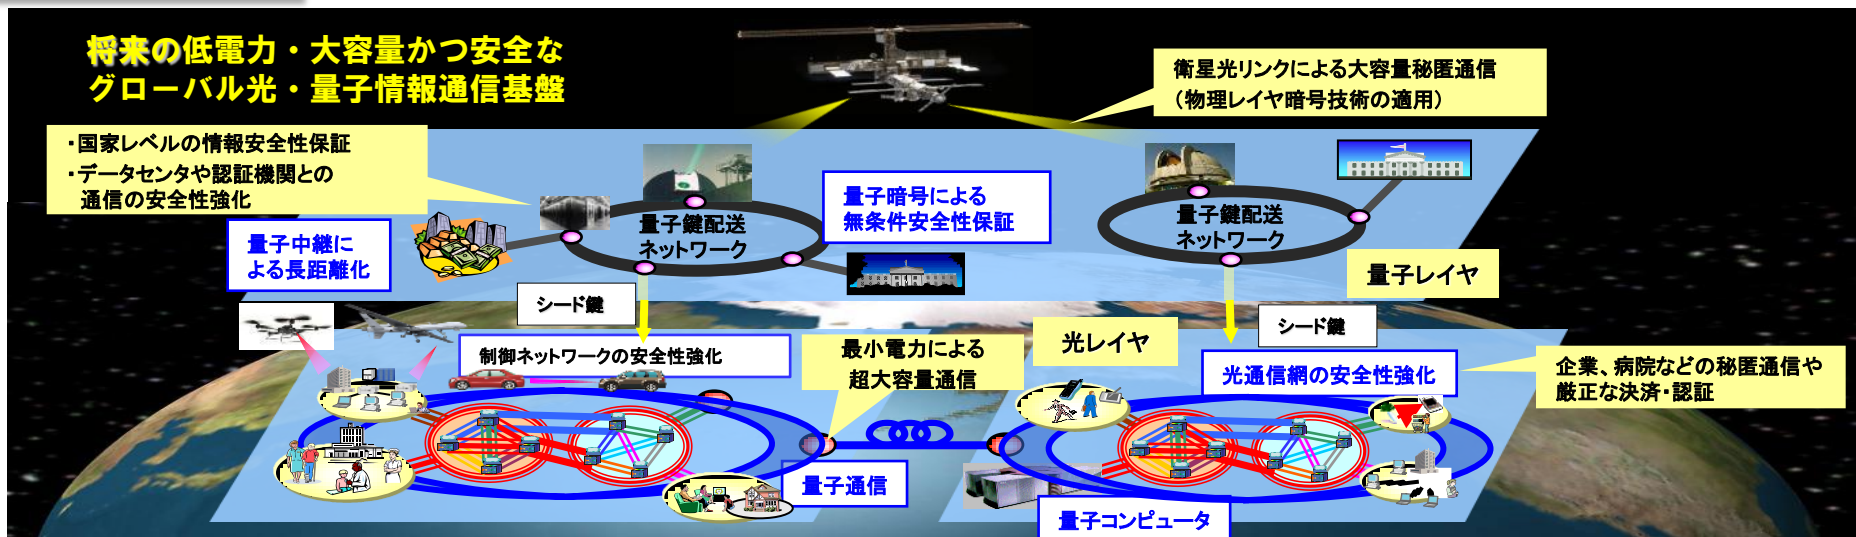 将来の低電力・大容量かつ安全な
グローバル光・量子情報通信基盤
衛星光リンクによる大容量秘匿通信
（物理レイヤ暗号技術の適用）
・国家レベルの情報安全性保証
・データセンタや認証機関との
通信の安全性強化
量子中継に
よる長距離化
量子鍵配送
ネットワーク
量子暗号による
無条件安全性保証
量子鍵配送
ネットワーク
量子レイヤ
シード鍵
シード鍵
制御ネットワークの安全性強化
最小電力による
超大容量通信
光レイヤ
光通信網の安全性強化
企業、病院などの秘匿通信や
厳正な決済・認証
量子通信
量子コンピュータ